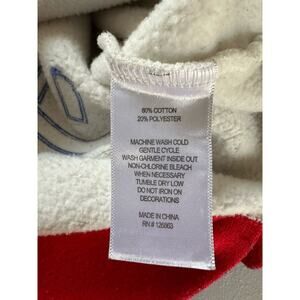 80% COTTON
20% POLYESTER
MACHINE WASH COLD
GENTLE CYCLE
WASH GARMENT INSIDE OUT
NON-CHLORINE BLEACH
WHEN NECESSARY
TUMBLE DRY LOW
DO NOT IRON ON
DECORATIONS
MADE IN CHINA
RN# 126663